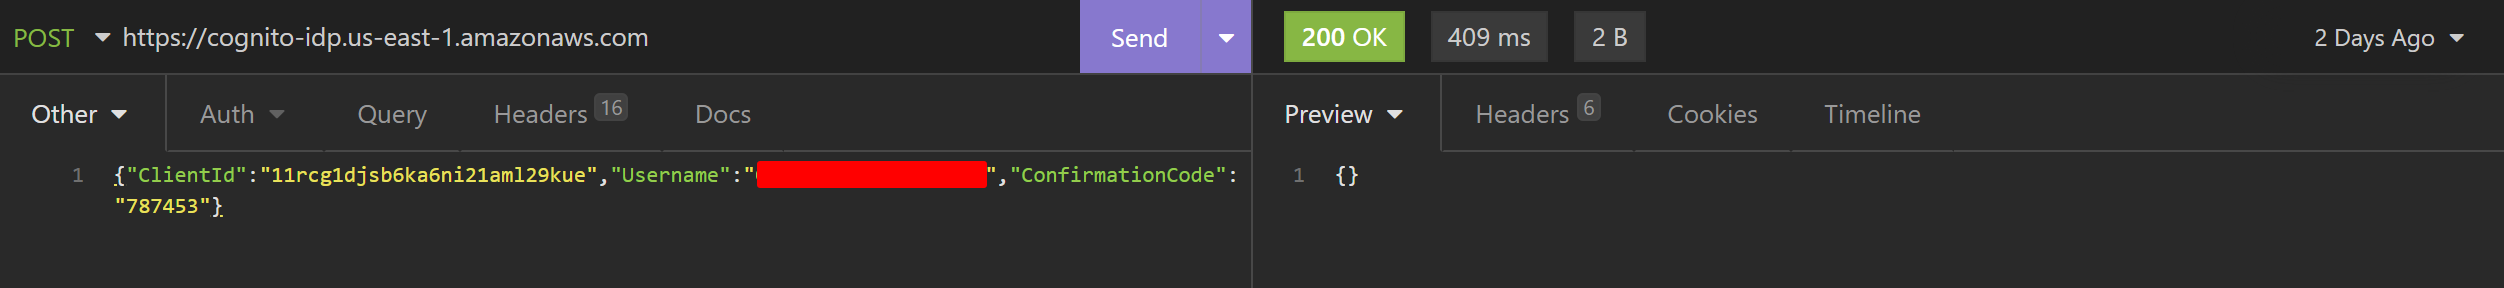 POST https://cognito-idp.us-east-1.amazonaws.com Send 200 OK 409 ms 2 B 2 Days Ago
Other Auth Query Headers 16 Docs Preview Headers 6 Cookies Timeline
1 {"ClientId":"11rcg1djsb6ka6ni21aml29kue","Username":"","ConfirmationCode":
"787453"}
1 {}